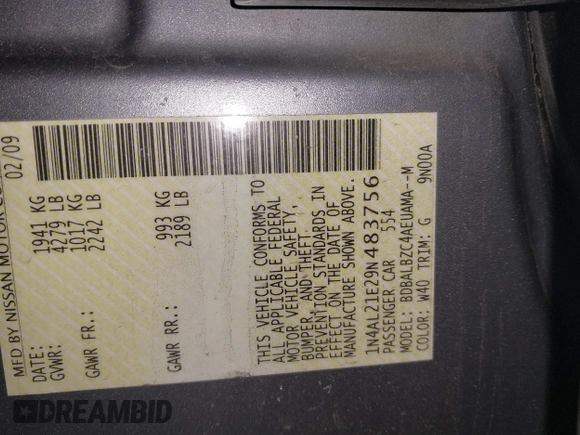 MFD BY NISSAN MOTOR C
DATE: 02/09
GVWR: 1941 KG
4279 LB
GAWR FR.: 1017 KG
2242 LB
GAWR RR.: 993 KG
2189 LB
THIS VEHICLE CONFORMS TO
ALL APPLICABLE FEDERAL
MOTOR VEHICLE SAFETY,
BUMPER, AND THEFT
PREVENTION STANDARDS IN
EFFECT ON THE DATE OF
MANUFACTURE SHOWN ABOVE.
1N4AL21E29N483756
PASSENGER CAR 554
MODEL: BDBALBZC4AEUAMA--M
COLOR: W40 TRIM: G 9N00A
DREAMBID